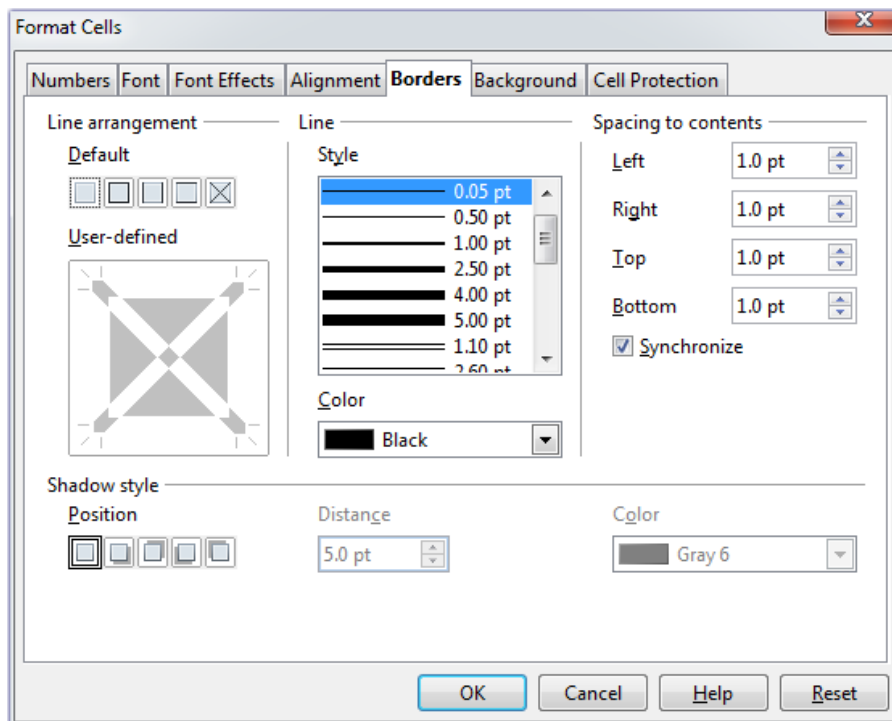 Format Cells
Numbers Font Font Effects Alignment Borders Background Cell Protection
Line arrangement
Default
User-defined
Line
Style
0.05 pt
0.50 pt
1.00 pt
2.50 pt
4.00 pt
5.00 pt
1.10 pt
2.60 pt
Color
Black
Spacing to contents
Left 1.0 pt
Right 1.0 pt
Top 1.0 pt
Bottom 1.0 pt
Synchronize
Shadow style
Position
Distance
5.0 pt
Color
Gray 6
OK Cancel Help Reset